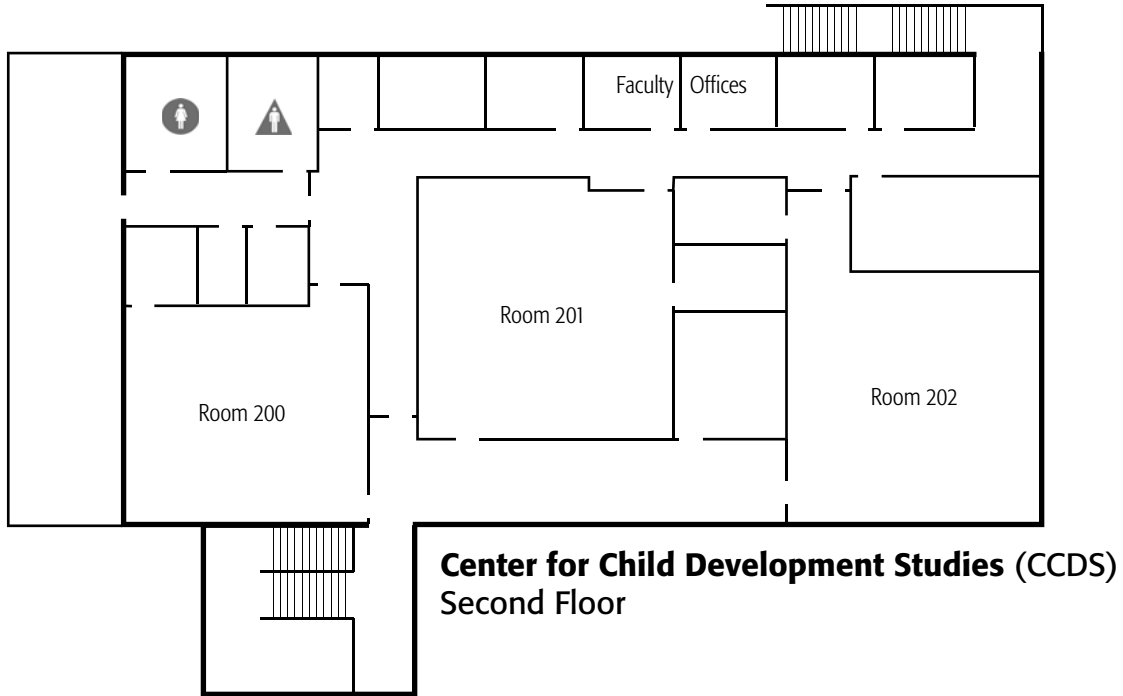 Faculty Offices
Room 201
Room 202
Room 200
Center for Child Development Studies (CCDS)
Second Floor